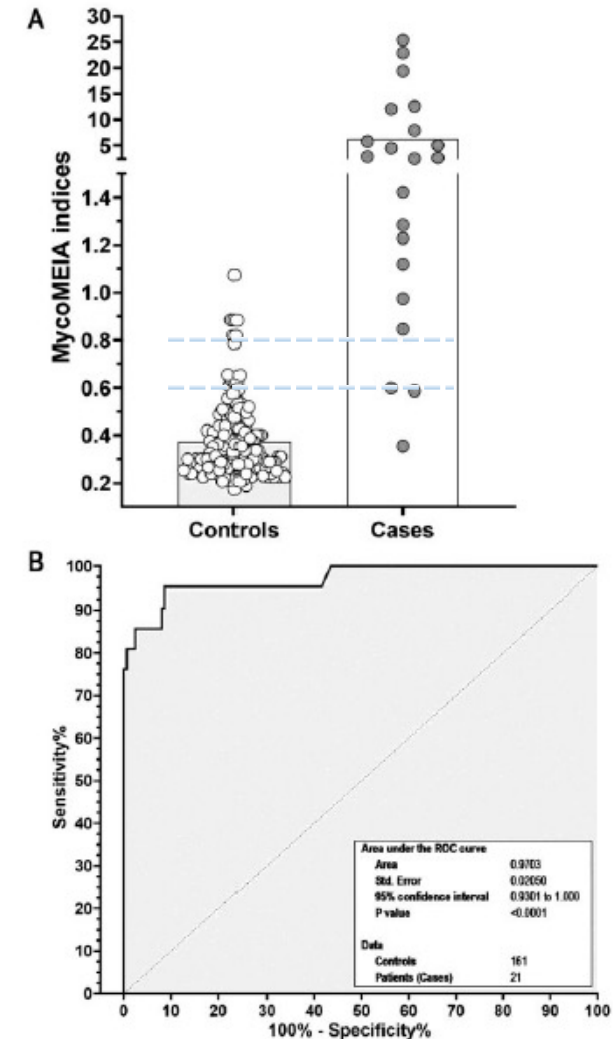 A
MycoMEIA indices
30
25
20
15
10
5
1.4
1.2
1.0
0.8
0.6
0.4
0.2
Controls Cases
B
Sensitivity%
100
90
80
70
60
50
40
30
20
10
0
Area under the ROC curve
Area 0.9703
Std. Error 0.02050
95% confidence interval 0.9301 to 1.000
P value <0.0001
Data
Controls 161
Patients (Cases) 21
0 10 20 30 40 50 60 70 80 90 100
100% - Specificity%